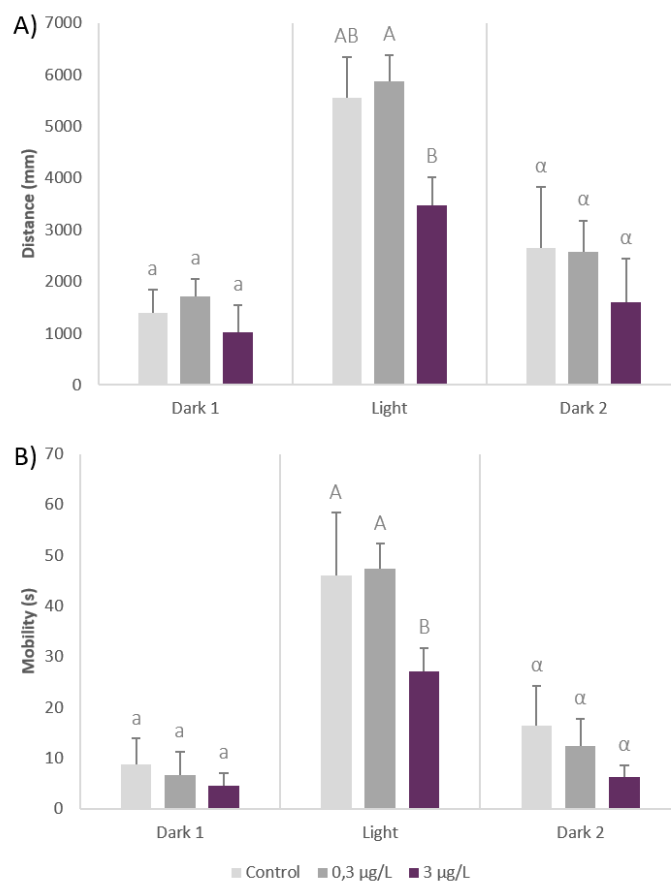 A)
7000
6000
5000
4000
3000
2000
1000
0
Distance (mm)
a a a
AB A B
α α α
Dark 1 Light Dark 2
B)
70
60
50
40
30
20
10
0
Mobility (s)
a a a
A A B
α α α
Dark 1 Light Dark 2
Control 0,3 µg/L 3 µg/L